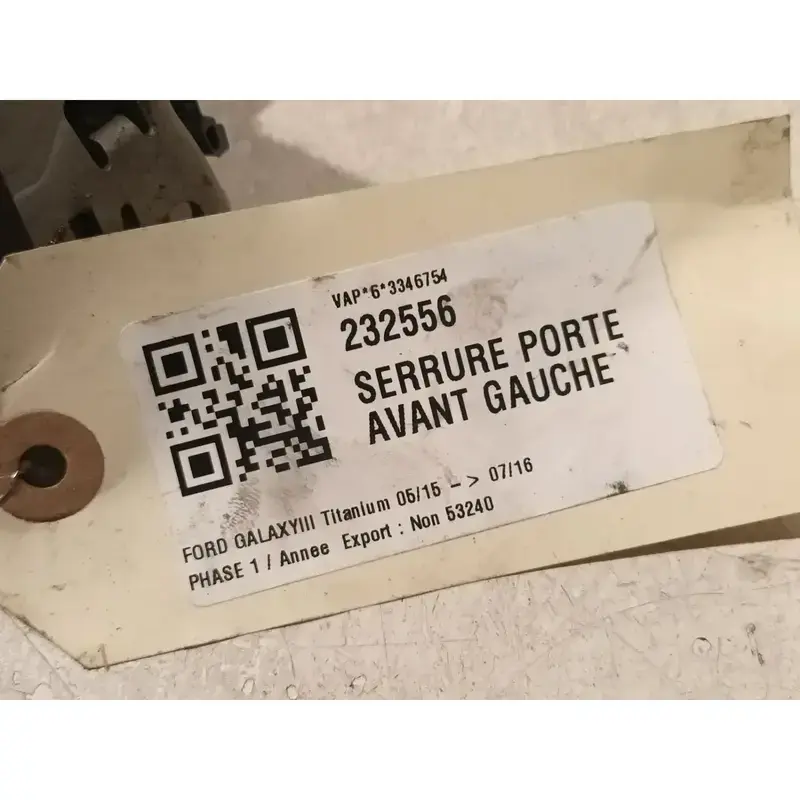 VAP*6*3346754
232556
SERRURE PORTE
AVANT GAUCHE
FORD GALAXYIII Titanium 05/15 - > 07/16
PHASE 1 / Annee Export : Non 53240